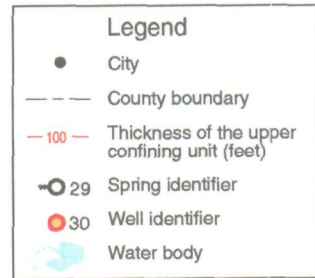 Legend
City
County boundary
100
Thickness of the upper
confining unit (feet)
29 Spring identifier
30 Well identifier
Water body